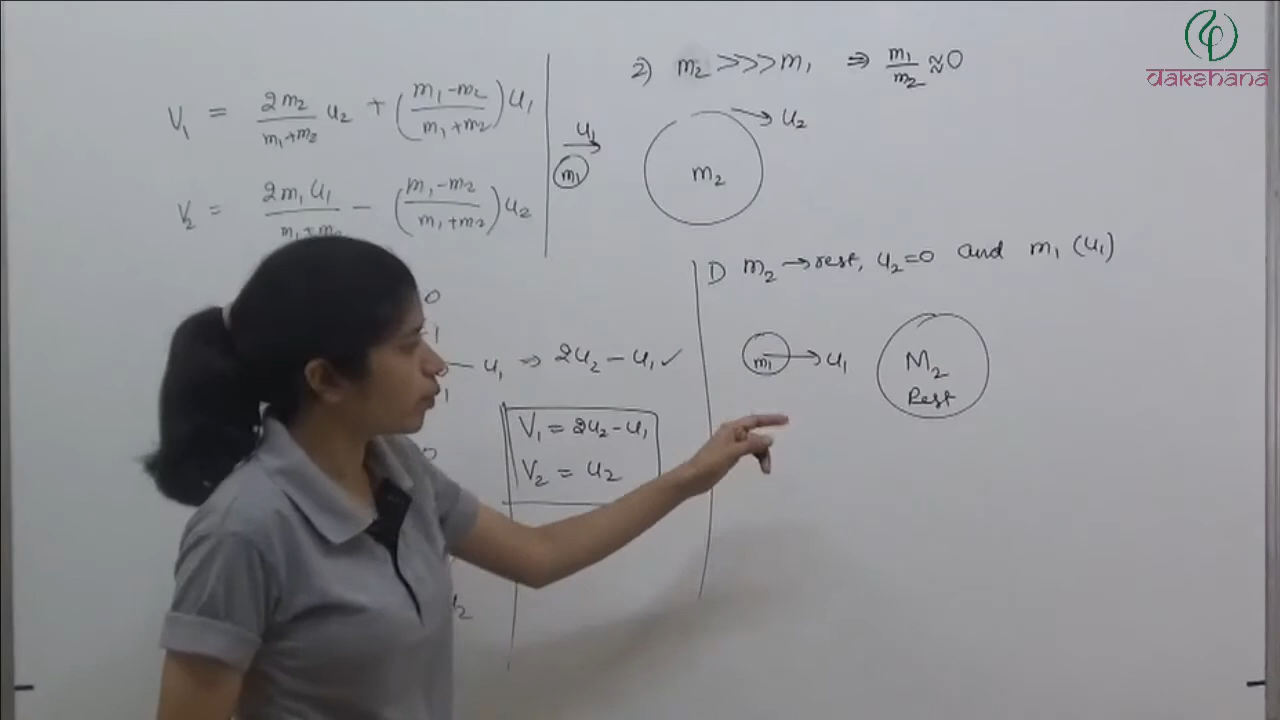 dakshana
V₁ = 2m₂/(m₁+m₂) u₂ + ((m₁-m₂)/(m₁+m₂)) u₁
V₂ = 2m₁u₁/(m₁+m₂) - ((m₁-m₂)/(m₁+m₂)) u₂
u₁ ⇒ 2u₂ - u₁ ✓
V₁ = 2u₂ - u₁
V₂ = u₂
2) m₂ >>> m₁ ⇒ m₁/m₂ ≈ 0
u₁
m₁
u₂
m₂
1) m₂ → rest, u₂ = 0 and m₁ (u₁)
m₁ → u₁
M₂
Rest